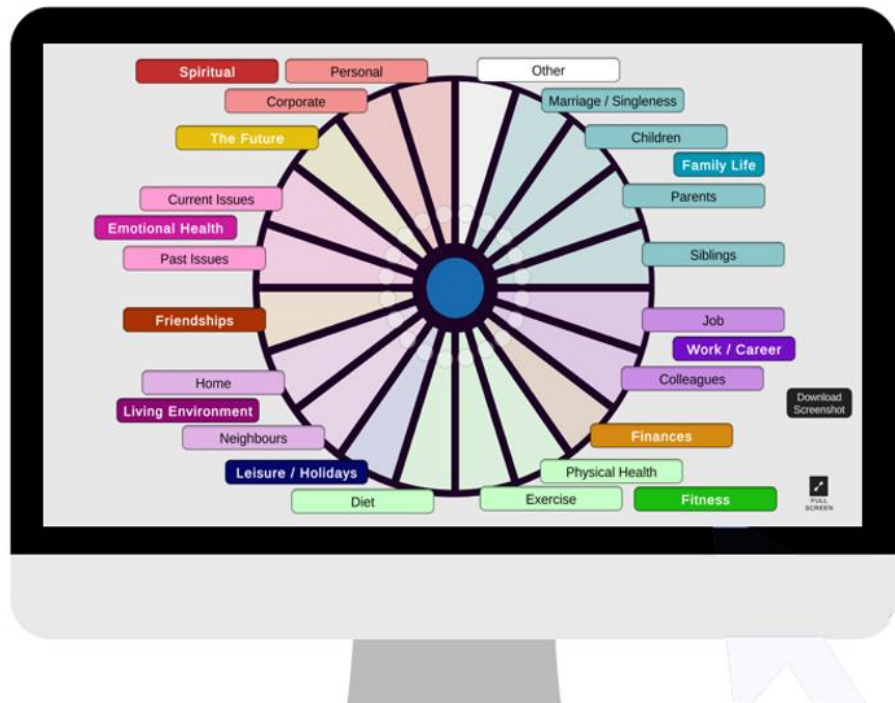 Spiritual
Personal
Other
Corporate
Marriage / Singleness
The Future
Children
Family Life
Current Issues
Parents
Emotional Health
Past Issues
Siblings
Friendships
Job
Work / Career
Home
Colleagues
Living Environment
Download
Screenshot
Neighbours
Finances
Leisure / Holidays
Physical Health
Diet
Exercise
Fitness
FULL
SCREEN